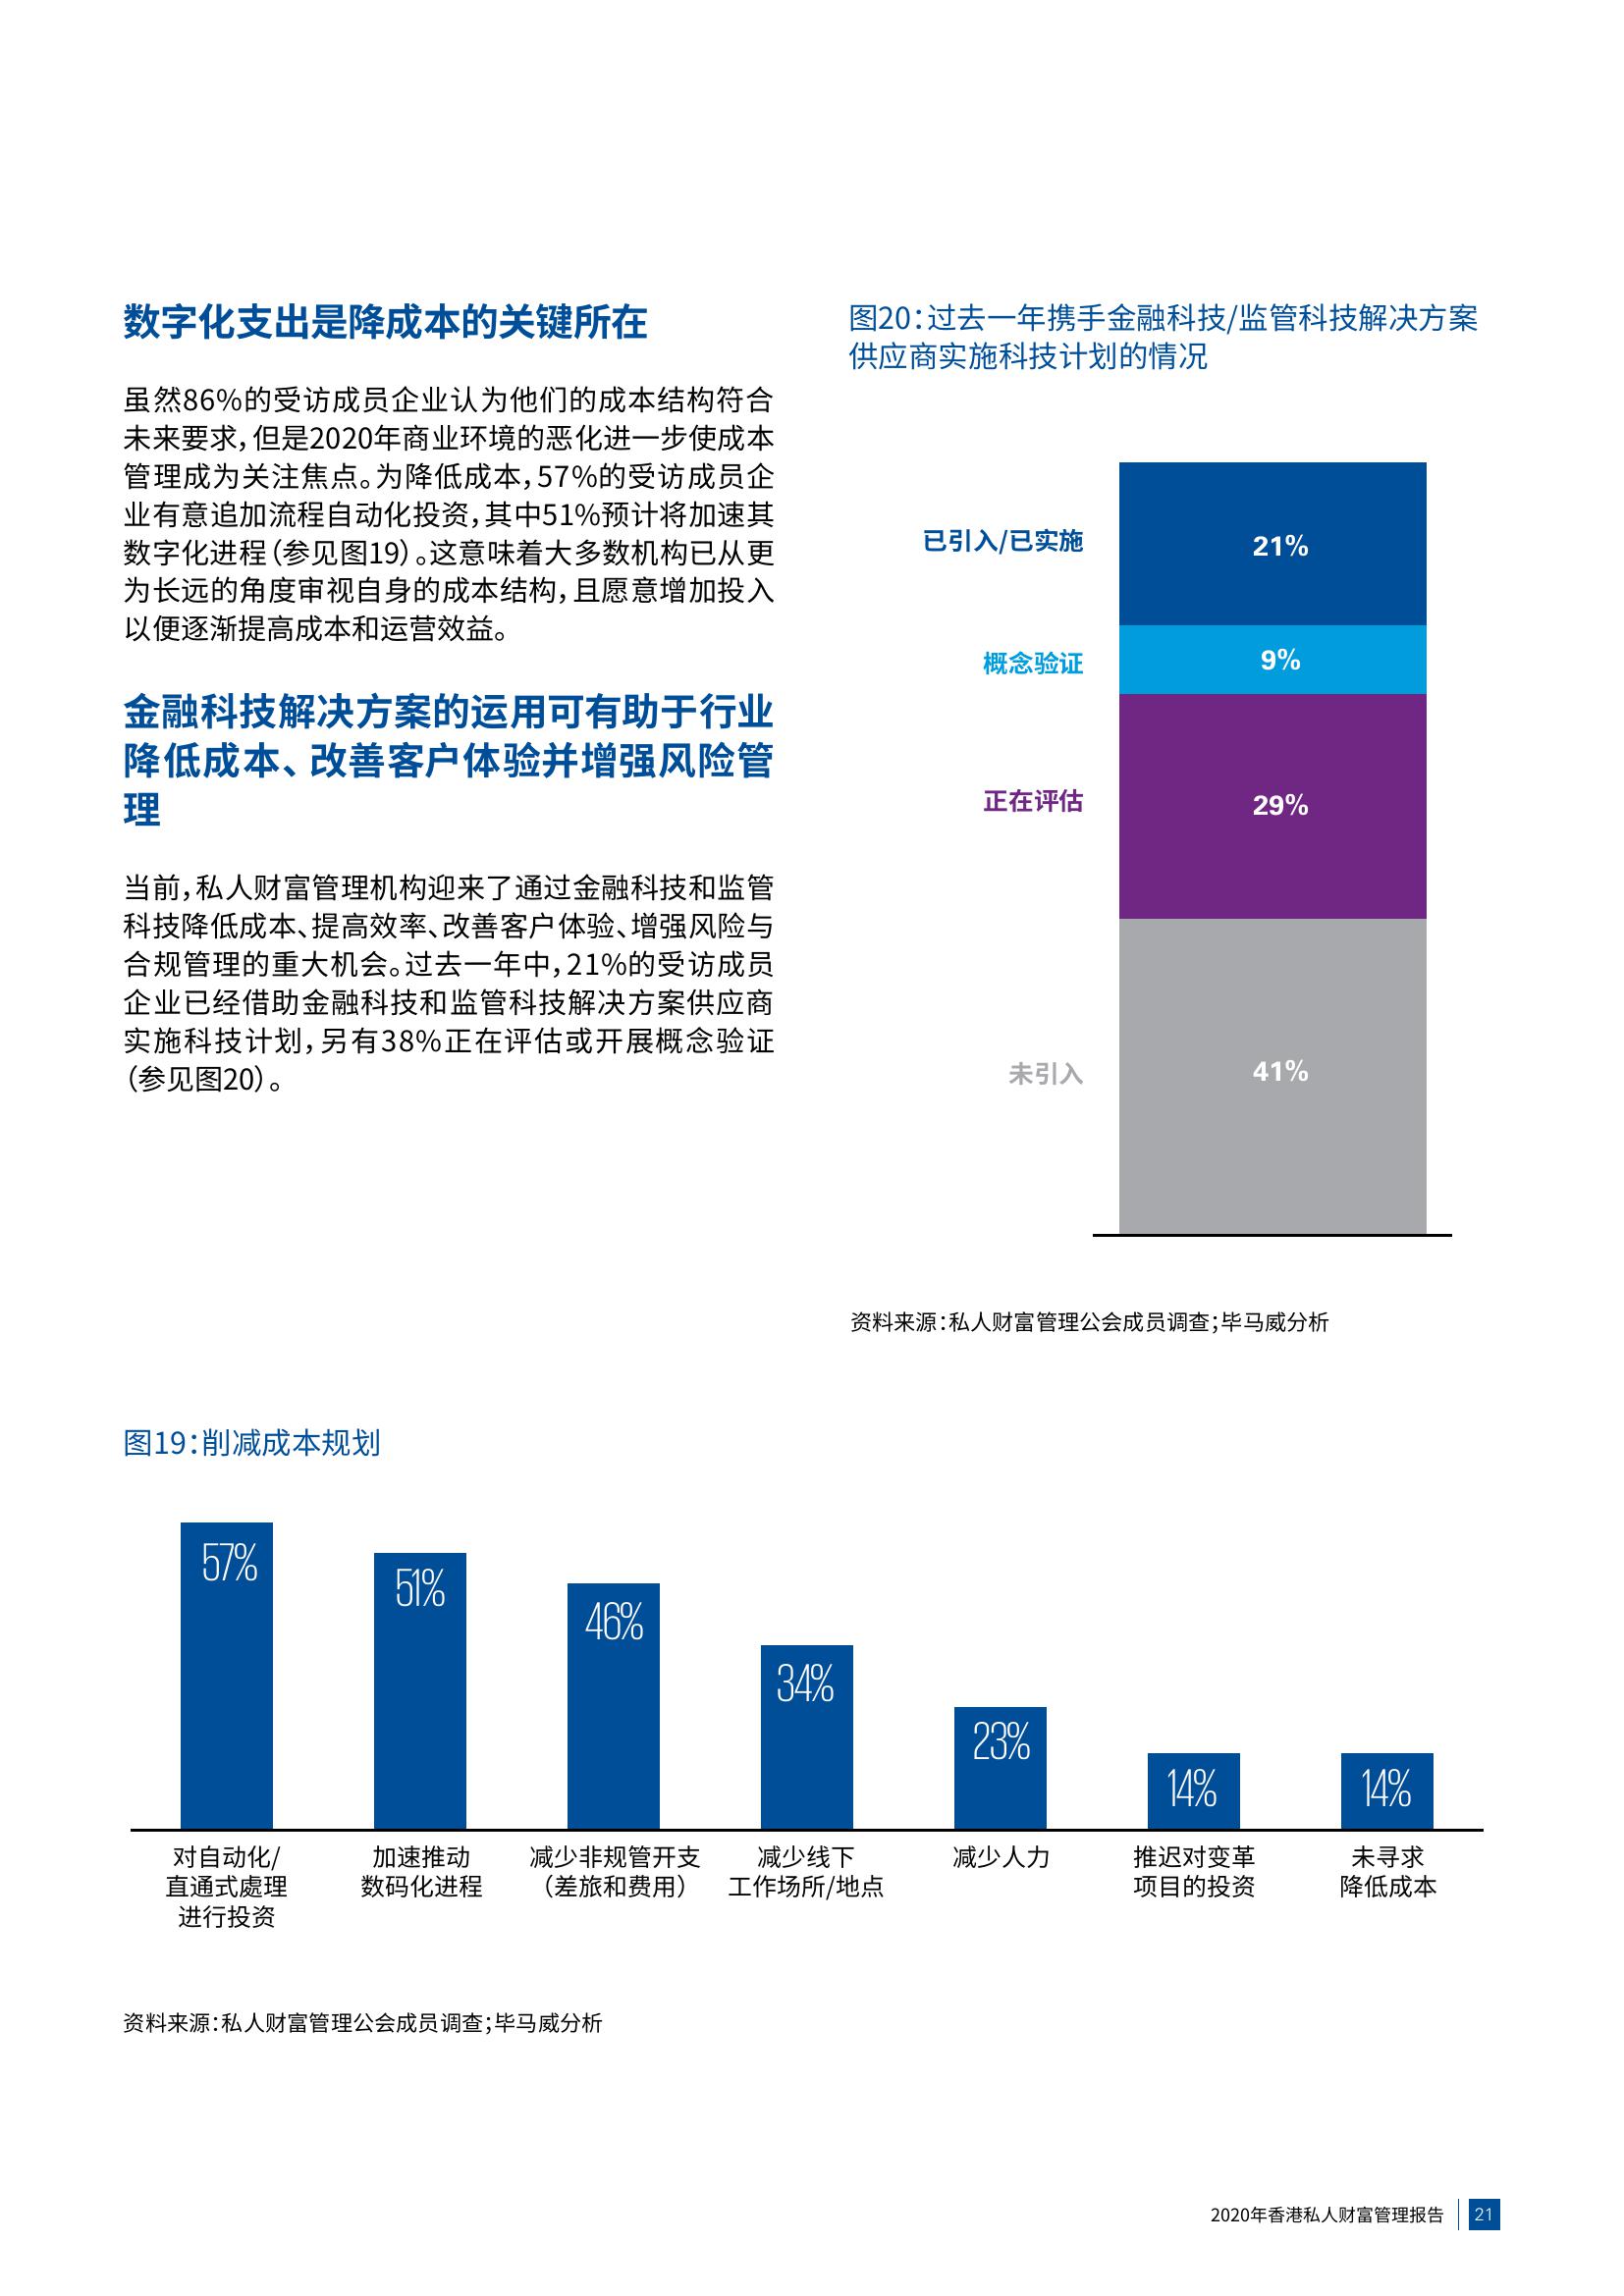 数字化支出是降成本的关键所在
虽然86%的受访成员企业认为他们的成本结构符合
未来要求，但是2020年商业环境的恶化进一步使成本
管理成为关注焦点。为降低成本，57%的受访成员企
业有意追加流程自动化投资，其中51%预计将加速其
数字化进程（参见图19）。这意味着大多数机构已从更
为长远的角度审视自身的成本结构，且愿意增加投入
以便逐渐提高成本和运营效益。
金融科技解决方案的运用可有助于行业
降低成本、改善客户体验并增强风险管
理
当前，私人财富管理机构迎来了通过金融科技和监管
科技降低成本、提高效率、改善客户体验、增强风险与
合规管理的重大机会。过去一年中，21%的受访成员
企业已经借助金融科技和监管科技解决方案供应商
实施科技计划，另有38%正在评估或开展概念验证
（参见图20）。
图20：过去一年携手金融科技/监管科技解决方案
供应商实施科技计划的情况
已引入/已实施
21%
概念验证
9%
正在评估
29%
未引入
41%
资料来源：私人财富管理公会成员调查；毕马威分析
图19：削减成本规划
57%
51%
46%
34%
23%
14%
14%
对自动化/
直通式處理
进行投资
加速推动
数码化进程
减少非规管开支
（差旅和费用）
减少线下
工作场所/地点
减少人力
推迟对变革
项目的投资
未寻求
降低成本
资料来源：私人财富管理公会成员调查；毕马威分析
2020年香港私人财富管理报告
21